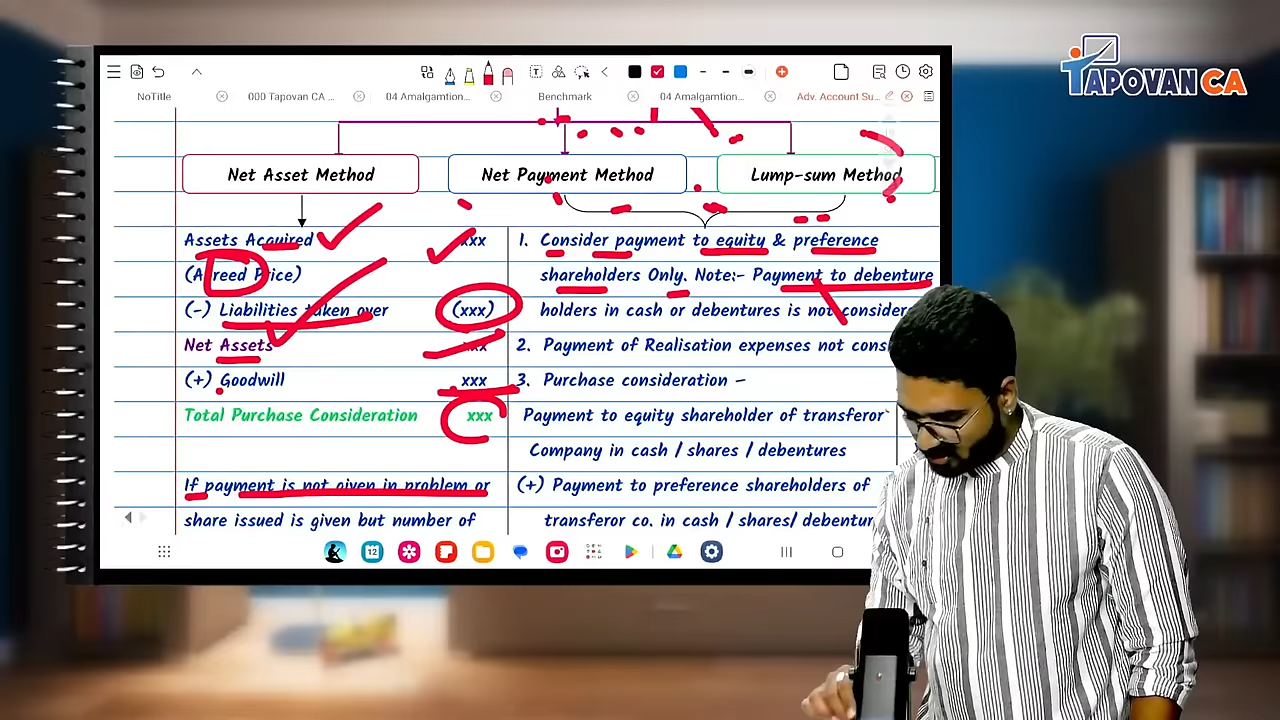 TAPOVAN CA
NoTitle
000 Tapovan CA ...
04 Amalgamtion...
Benchmark
04 Amalgamtion...
Adv. Account Su...
Net Asset Method
Net Payment Method
Lump-sum Method
Assets Acquired xxx
(Agreed Price)
(-) Liabilities taken over (xxx)
Net Assets xxx
(+) Goodwill xxx
Total Purchase Consideration xxx
If payment is not given in problem or
share issued is given but number of
1. Consider payment to equity & preference
shareholders Only. Note:- Payment to debenture
holders in cash or debentures is not
2. Payment of Realisation expenses not
3. Purchase consideration –
Payment to equity shareholder of transferor
Company in cash / shares / debentures
(+) Payment to preference shareholders of
transferor co. in cash / shares/
12